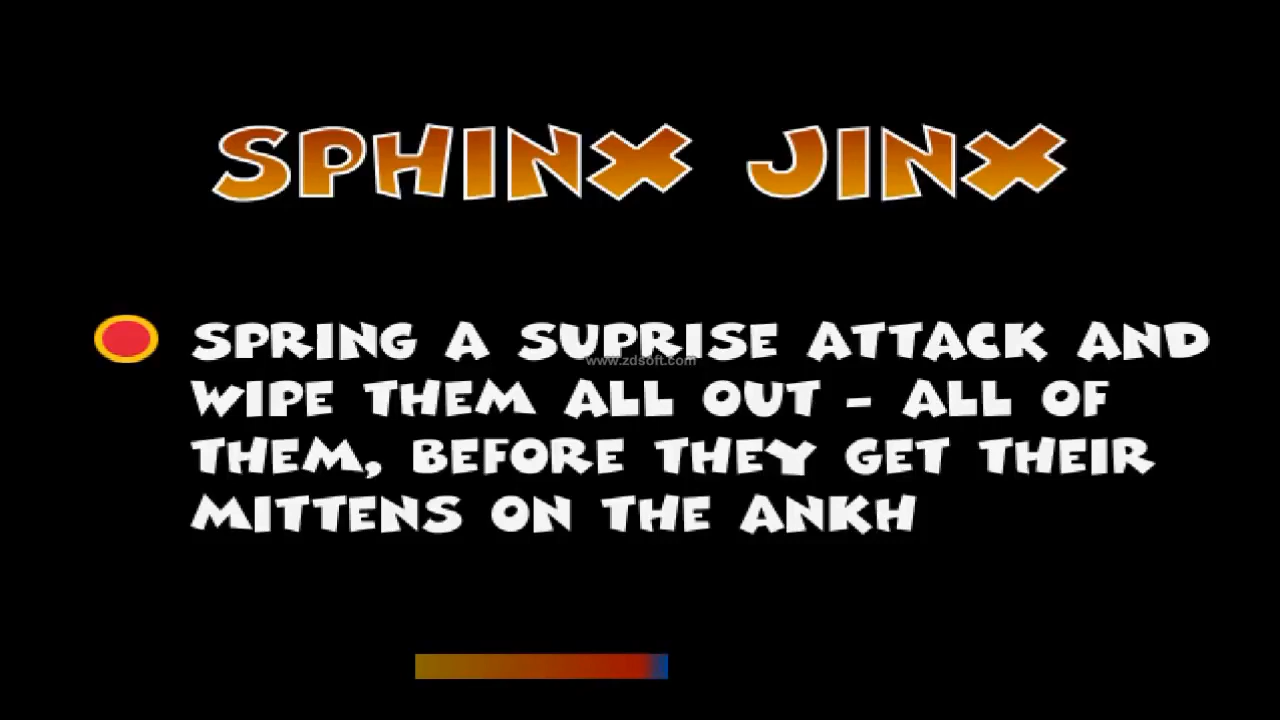 SPHINX JINX
SPRING A SUPRISE ATTACK AND
www.zdsoft.com
WIPE THEM ALL OUT - ALL OF
THEM, BEFORE THEY GET THEIR
MITTENS ON THE ANKH